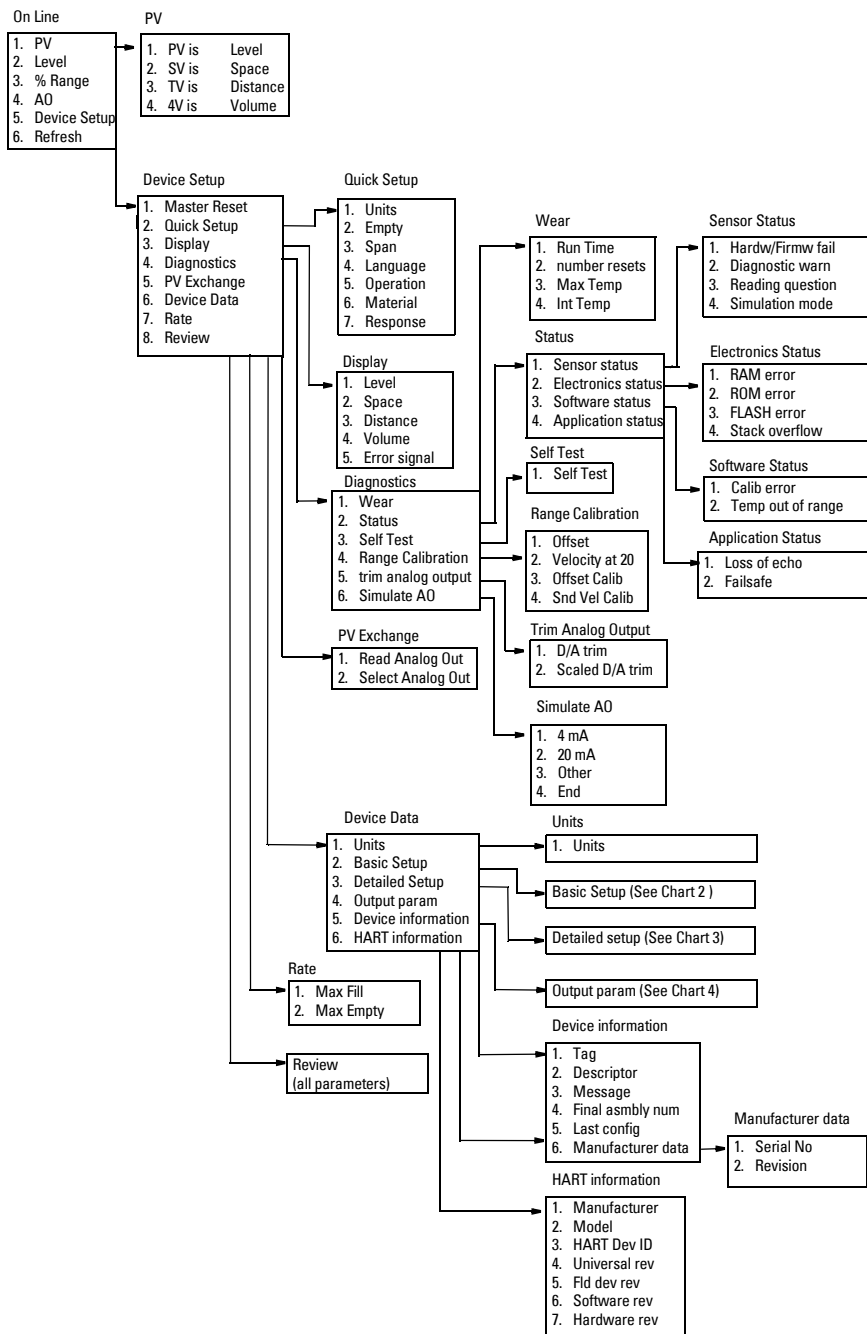 On Line
1. PV
2. Level
3. % Range
4. AO
5. Device Setup
6. Refresh
PV
1. PV is Level
2. SV is Space
3. TV is Distance
4. 4V is Volume
Device Setup
1. Master Reset
2. Quick Setup
3. Display
4. Diagnostics
5. PV Exchange
6. Device Data
7. Rate
8. Review
Quick Setup
1. Units
2. Empty
3. Span
4. Language
5. Operation
6. Material
7. Response
Display
1. Level
2. Space
3. Distance
4. Volume
5. Error signal
Diagnostics
1. Wear
2. Status
3. Self Test
4. Range Calibration
5. trim analog output
6. Simulate AO
PV Exchange
1. Read Analog Out
2. Select Analog Out
Wear
1. Run Time
2. number resets
3. Max Temp
4. Int Temp
Status
1. Sensor status
2. Electronics status
3. Software status
4. Application status
Self Test
1. Self Test
Range Calibration
1. Offset
2. Velocity at 20
3. Offset Calib
4. Snd Vel Calib
Trim Analog Output
1. D/A trim
2. Scaled D/A trim
Simulate AO
1. 4 mA
2. 20 mA
3. Other
4. End
Sensor Status
1. Hardw/Firmw fail
2. Diagnostic warn
3. Reading question
4. Simulation mode
Electronics Status
1. RAM error
2. ROM error
3. FLASH error
4. Stack overflow
Software Status
1. Calib error
2. Temp out of range
Application Status
1. Loss of echo
2. Failsafe
Device Data
1. Units
2. Basic Setup
3. Detailed Setup
4. Output param
5. Device information
6. HART information
Rate
1. Max Fill
2. Max Empty
Review
(all parameters)
Units
1. Units
Basic Setup (See Chart 2 )
Detailed setup (See Chart 3)
Output param (See Chart 4)
Device information
1. Tag
2. Descriptor
3. Message
4. Final asmbly num
5. Last config
6. Manufacturer data
Manufacturer data
1. Serial No
2. Revision
HART information
1. Manufacturer
2. Model
3. HART Dev ID
4. Universal rev
5. Fld dev rev
6. Software rev
7. Hardware rev